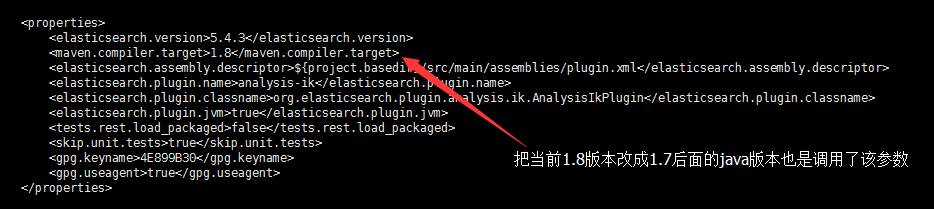 <properties>
<elasticsearch.version>5.4.3</elasticsearch.version>
<maven.compiler.target>1.8</maven.compiler.target>
<elasticsearch.assembly.descriptor>${project.basedir}/src/main/assemblies/plugin.xml</elasticsearch.assembly.descriptor>
<elasticsearch.plugin.name>analysis-ik</elasticsearch.plugin.name>
<elasticsearch.plugin.classname>org.elasticsearch.plugin.analysis.ik.AnalysisIkPlugin</elasticsearch.plugin.classname>
<elasticsearch.plugin.jvm>true</elasticsearch.plugin.jvm>
<tests.rest.load_packaged>false</tests.rest.load_packaged>
<skip.unit.tests>true</skip.unit.tests>
把当前1.8版本改成1.7后面的java版本也是调用了该参数
<gpg.keyname>4E899B30</gpg.keyname>
<gpg.useagent>true</gpg.useagent>
</properties>